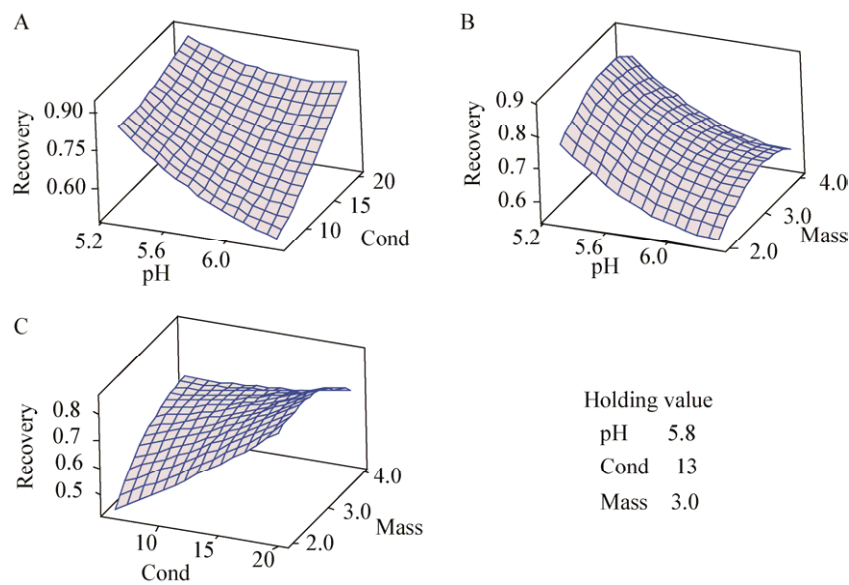 A
Recovery
0.90
0.75
0.60
5.2
5.6
6.0
pH
10
15
20
Cond
B
Recovery
0.9
0.8
0.7
0.6
5.2
5.6
6.0
pH
2.0
3.0
4.0
Mass
C
Recovery
0.8
0.7
0.6
0.5
10
15
20
Cond
2.0
3.0
4.0
Mass
Holding value
pH 5.8
Cond 13
Mass 3.0